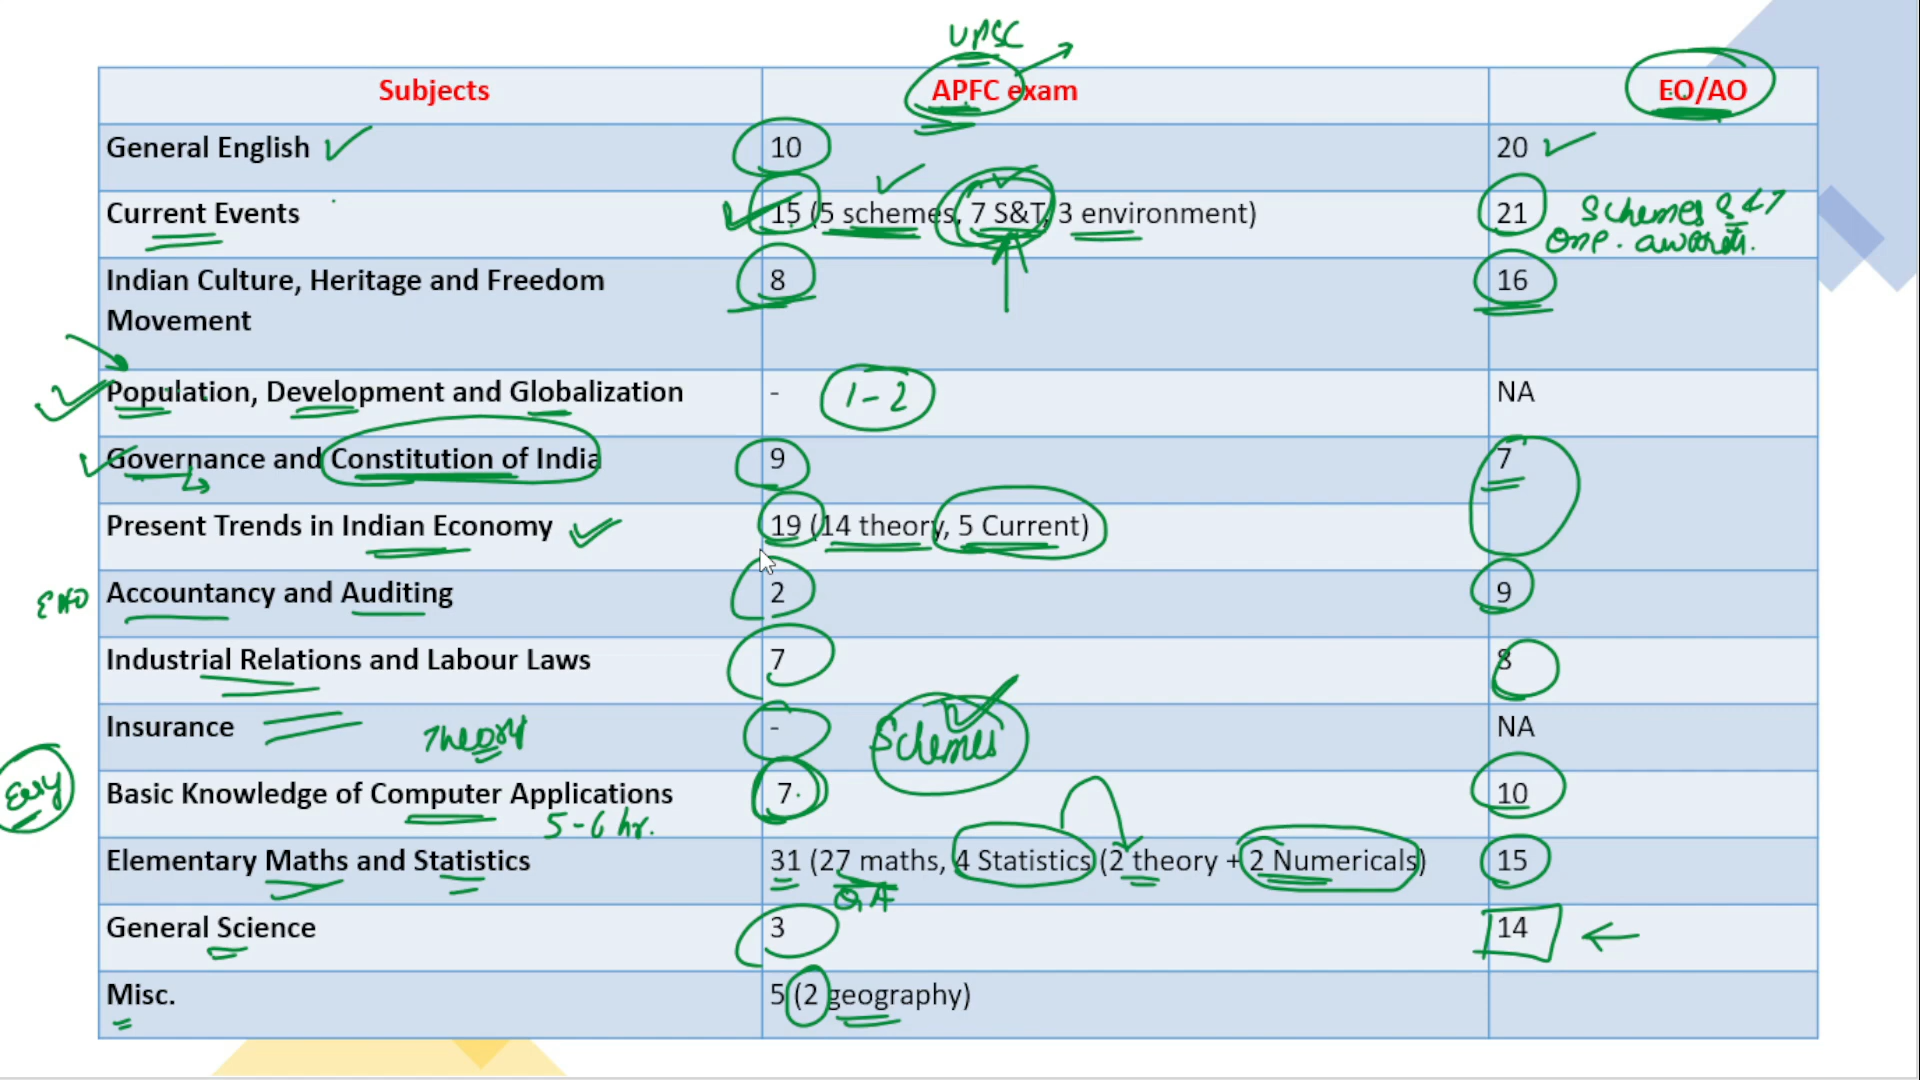 UPSC
Subjects APFC exam EO/AO
General English 10 20
Current Events 15 (5 schemes, 7 S&T, 3 environment) 21 Schemes S&T
awards.
Indian Culture, Heritage and Freedom Movement 8 16
Population, Development and Globalization - 1-2 NA
Governance and Constitution of India 9 7
Present Trends in Indian Economy 19 (14 theory, 5 Current)
Accountancy and Auditing 2 9
Industrial Relations and Labour Laws 7 8
Insurance Theory - Schemes NA
Easy Basic Knowledge of Computer Applications 7 10
5-6 hr.
Elementary Maths and Statistics 31 (27 maths, 4 Statistics (2 theory + 2 Numericals) 15
QA
General Science 3 14
Misc. 5 (2 geography)